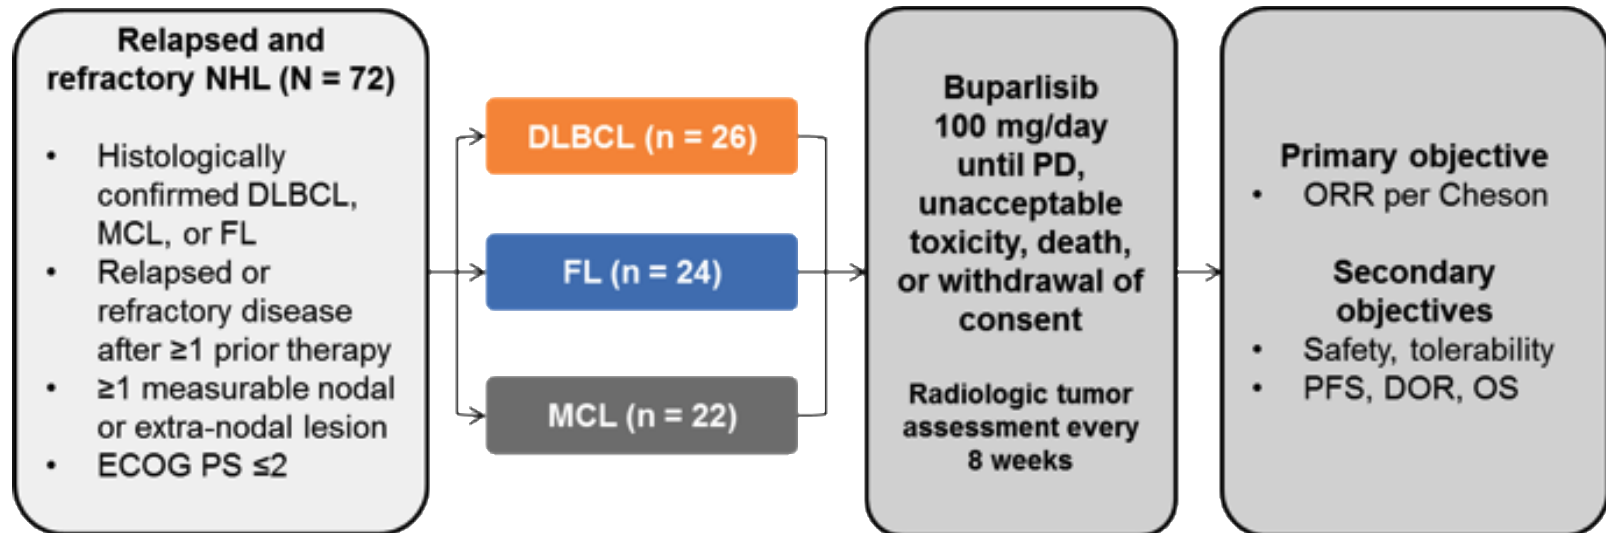 Relapsed and
refractory NHL (N = 72)
• Histologically
confirmed DLBCL,
MCL, or FL
• Relapsed or
refractory disease
after ≥1 prior therapy
• ≥1 measurable nodal
or extra-nodal lesion
• ECOG PS ≤2
DLBCL (n = 26)
FL (n = 24)
MCL (n = 22)
Buparlisib
100 mg/day
until PD,
unacceptable
toxicity, death,
or withdrawal of
consent
Radiologic tumor
assessment every
8 weeks
Primary objective
• ORR per Cheson
Secondary
objectives
• Safety, tolerability
• PFS, DOR, OS